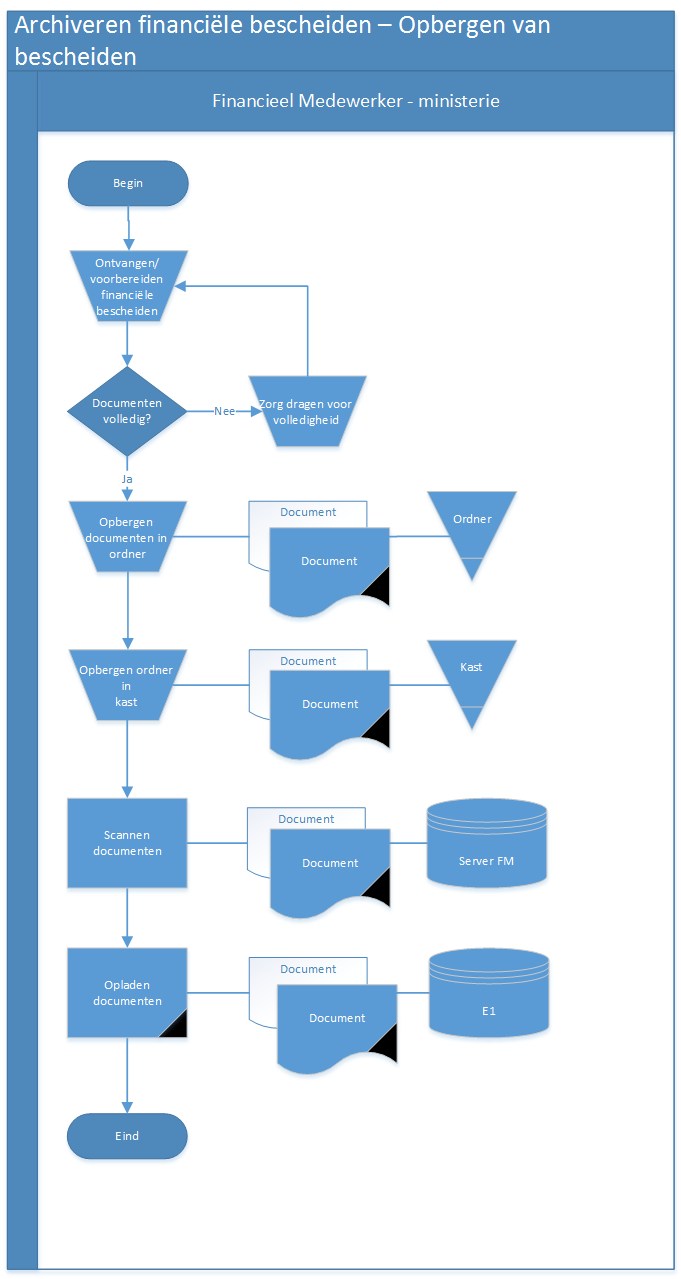 Archiveren financiële bescheiden – Opbergen van
bescheiden
Financieel Medewerker - ministerie
Begin
Ontvangen/
voorbereiden
financiële
bescheiden
Documenten
volledig?
Nee
Zorg dragen voor
volledigheid
Ja
Opbergen
documenten in
ordner
Document
Document
Ordner
Opbergen ordner
in
kast
Document
Document
Kast
Scannen
documenten
Document
Document
Server FM
Opladen
documenten
Document
Document
E1
Eind